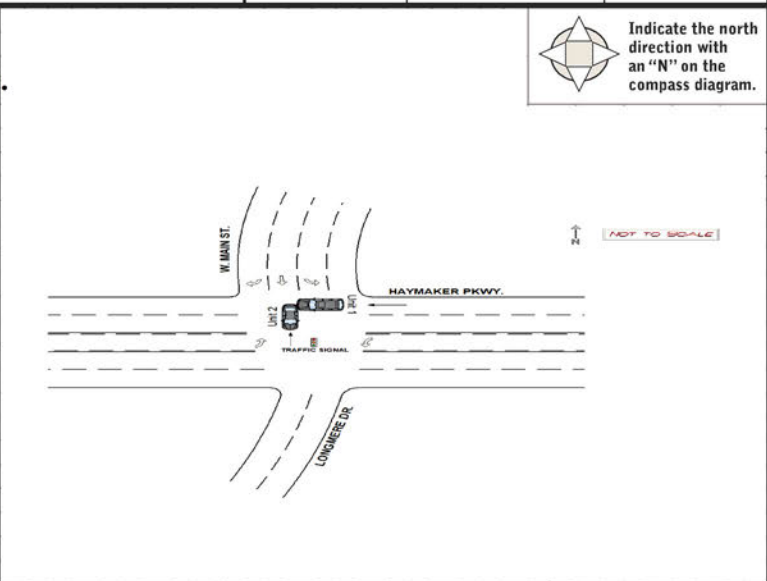 Indicate the north
direction with
an “N” on the
compass diagram.
W. MAIN ST.
N
NOT TO SCALE
HAYMAKER PKWY.
Unit 2
Unit 1
TRAFFIC SIGNAL
LONGMERE DR.